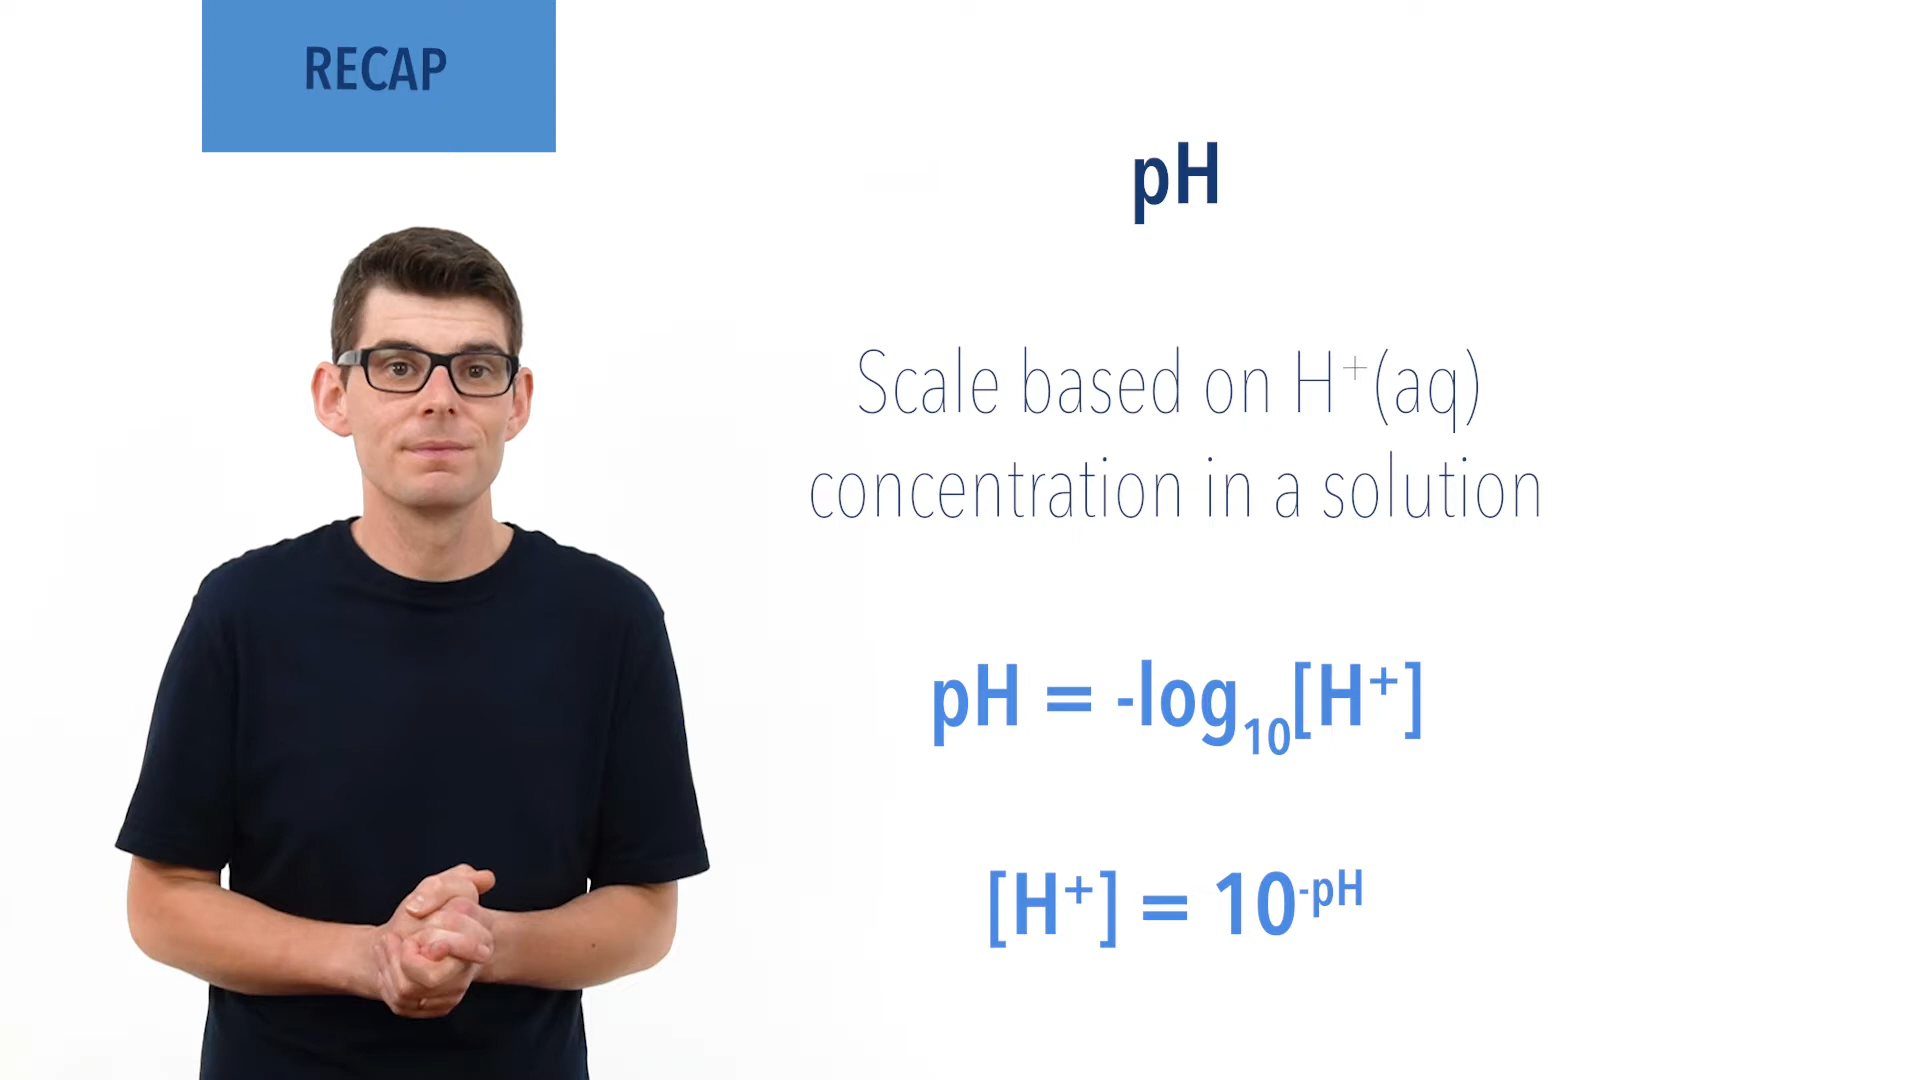 RECAP
pH
Scale based on H⁺(aq)
concentration in a solution
pH = -log₁₀[H⁺]
[H⁺] = 10⁻ᵖᴴ